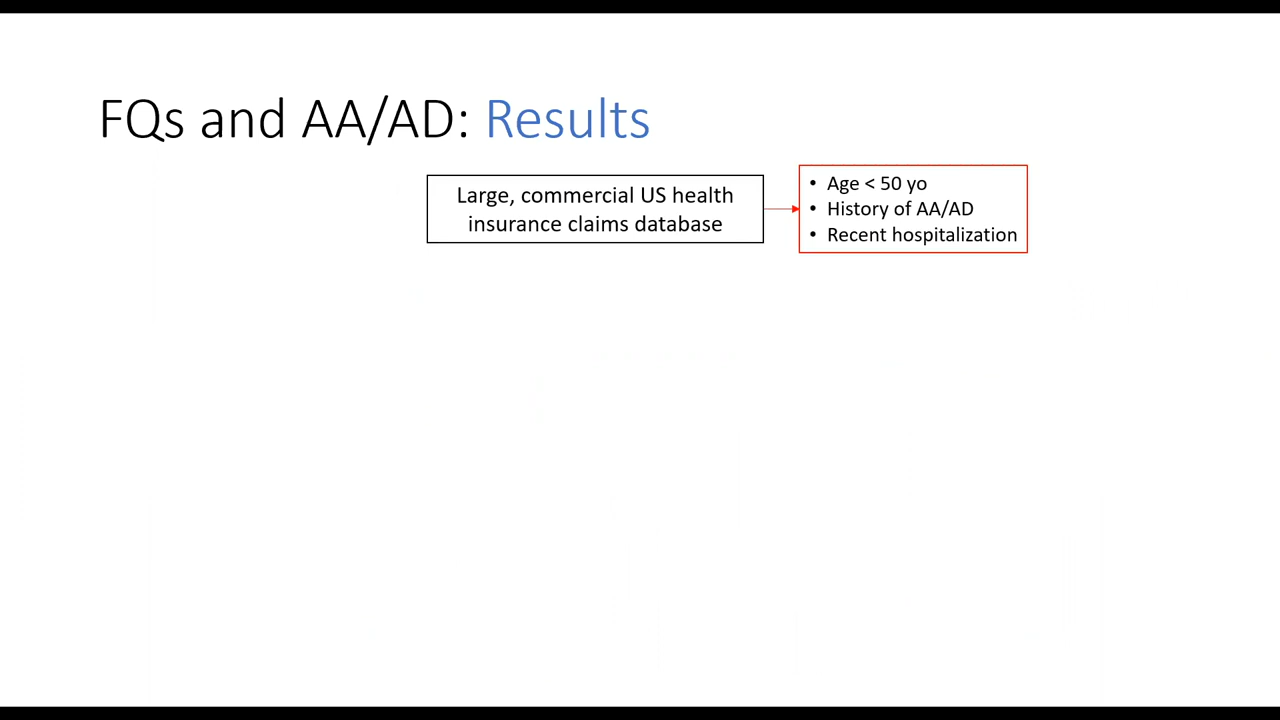 FQs and AA/AD: Results
Large, commercial US health
insurance claims database
• Age < 50 yo
• History of AA/AD
• Recent hospitalization